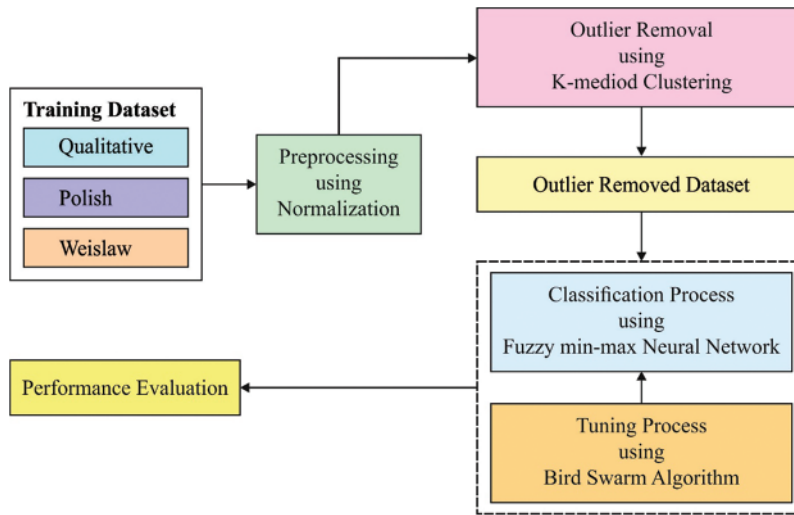 Training Dataset
Qualitative
Polish
Weislaw
Preprocessing
using
Normalization
Outlier Removal
using
K-mediod Clustering
Outlier Removed Dataset
Classification Process
using
Fuzzy min-max Neural Network
Tuning Process
using
Bird Swarm Algorithm
Performance Evaluation